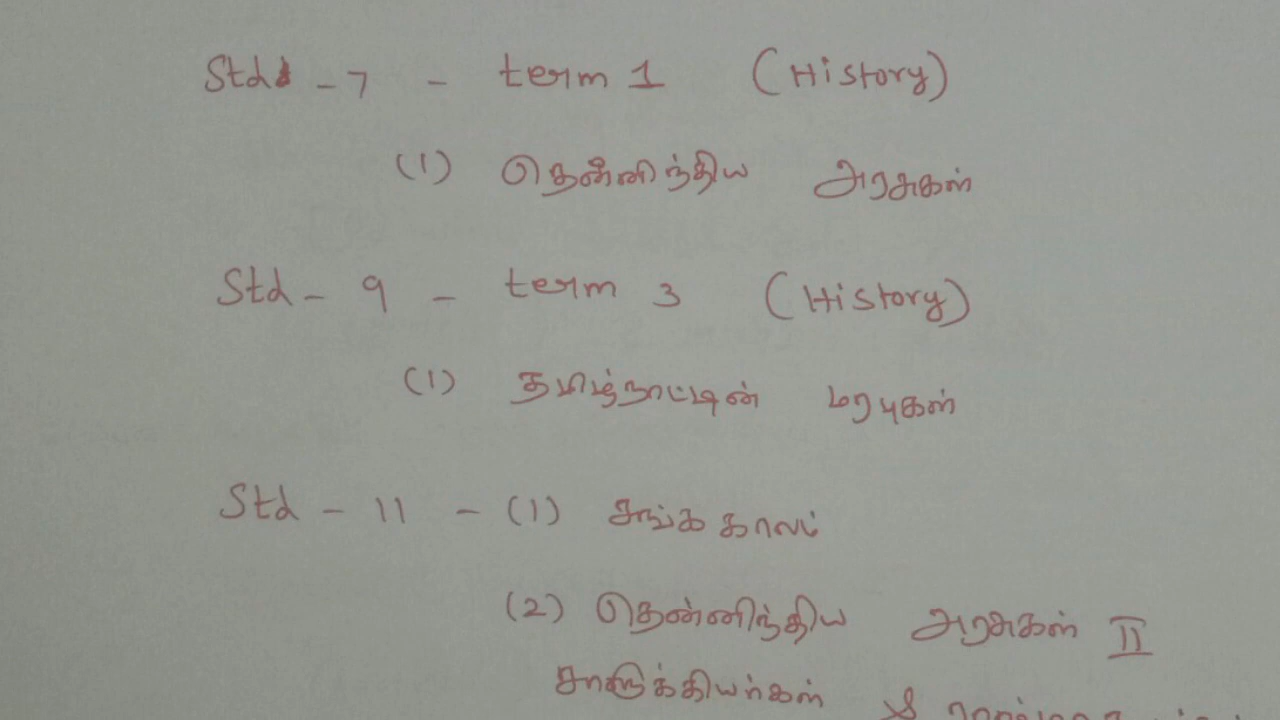 Std - 7 - term 1 (History)
(1) தென்னிந்திய அரசுகள்
Std - 9 - term 3 (History)
(1) தமிழ்நாட்டின் மரபுகள்
Std - 11 - (1) சங்க காலம்
(2) தென்னிந்திய அரசுகள் II
சாளுக்கியர்கள் &